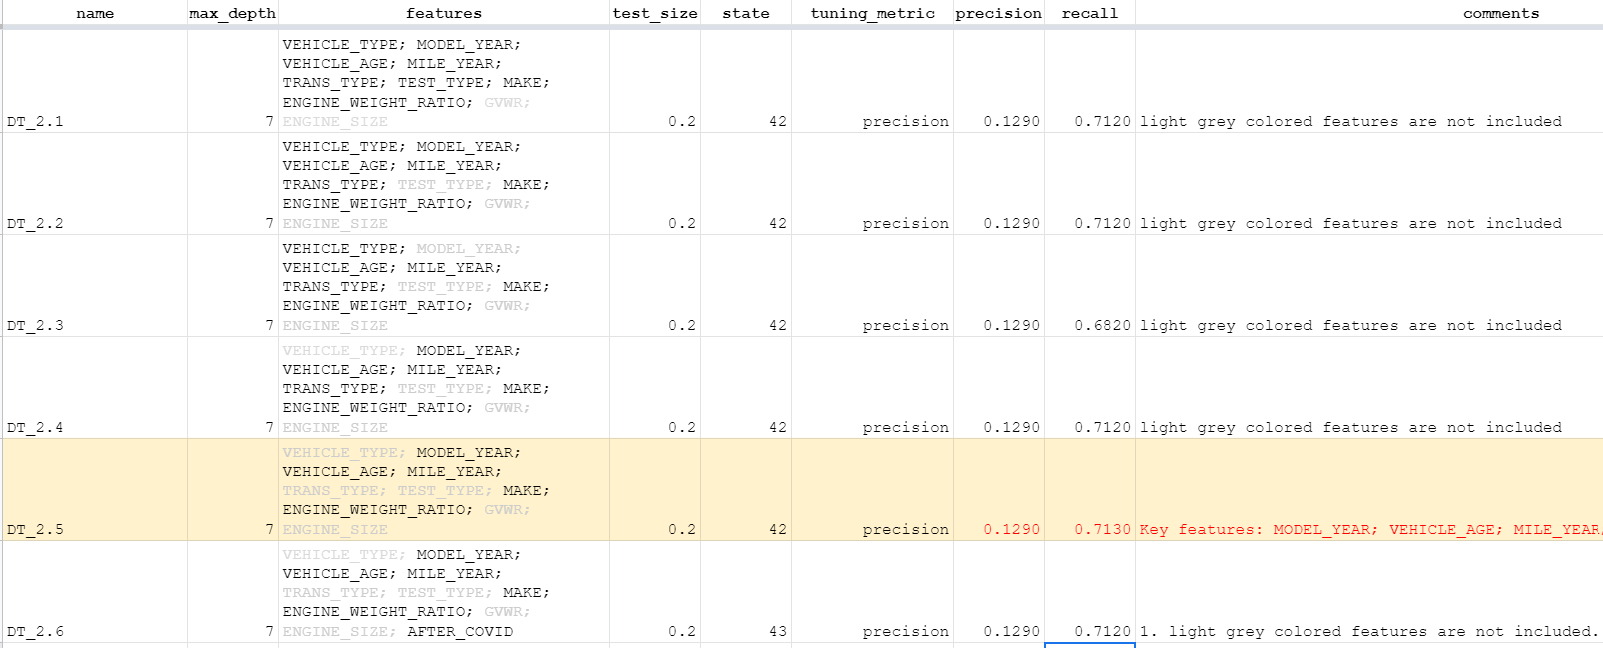 name max_depth features test_size state tuning_metric precision recall comments
VEHICLE_TYPE; MODEL_YEAR;
VEHICLE_AGE; MILE_YEAR;
TRANS_TYPE; TEST_TYPE; MAKE;
ENGINE_WEIGHT_RATIO; GVWR;
DT_2.1 7 ENGINE_SIZE 0.2 42 precision 0.1290 0.7120 light grey colored features are not included
VEHICLE_TYPE; MODEL_YEAR;
VEHICLE_AGE; MILE_YEAR;
TRANS_TYPE; TEST_TYPE; MAKE;
ENGINE_WEIGHT_RATIO; GVWR;
DT_2.2 7 ENGINE_SIZE 0.2 42 precision 0.1290 0.7120 light grey colored features are not included
VEHICLE_TYPE; MODEL_YEAR;
VEHICLE_AGE; MILE_YEAR;
TRANS_TYPE; TEST_TYPE; MAKE;
ENGINE_WEIGHT_RATIO; GVWR;
DT_2.3 7 ENGINE_SIZE 0.2 42 precision 0.1290 0.6820 light grey colored features are not included
VEHICLE_TYPE; MODEL_YEAR;
VEHICLE_AGE; MILE_YEAR;
TRANS_TYPE; TEST_TYPE; MAKE;
ENGINE_WEIGHT_RATIO; GVWR;
DT_2.4 7 ENGINE_SIZE 0.2 42 precision 0.1290 0.7120 light grey colored features are not included
VEHICLE_TYPE; MODEL_YEAR;
VEHICLE_AGE; MILE_YEAR;
TRANS_TYPE; TEST_TYPE; MAKE;
ENGINE_WEIGHT_RATIO; GVWR;
DT_2.5 7 ENGINE_SIZE 0.2 42 precision 0.1290 0.7130 Key features: MODEL_YEAR; VEHICLE_AGE; MILE_YEAR
VEHICLE_TYPE; MODEL_YEAR;
VEHICLE_AGE; MILE_YEAR;
TRANS_TYPE; TEST_TYPE; MAKE;
ENGINE_WEIGHT_RATIO; GVWR;
DT_2.6 7 ENGINE_SIZE; AFTER_COVID 0.2 43 precision 0.1290 0.7120 1. light grey colored features are not included.